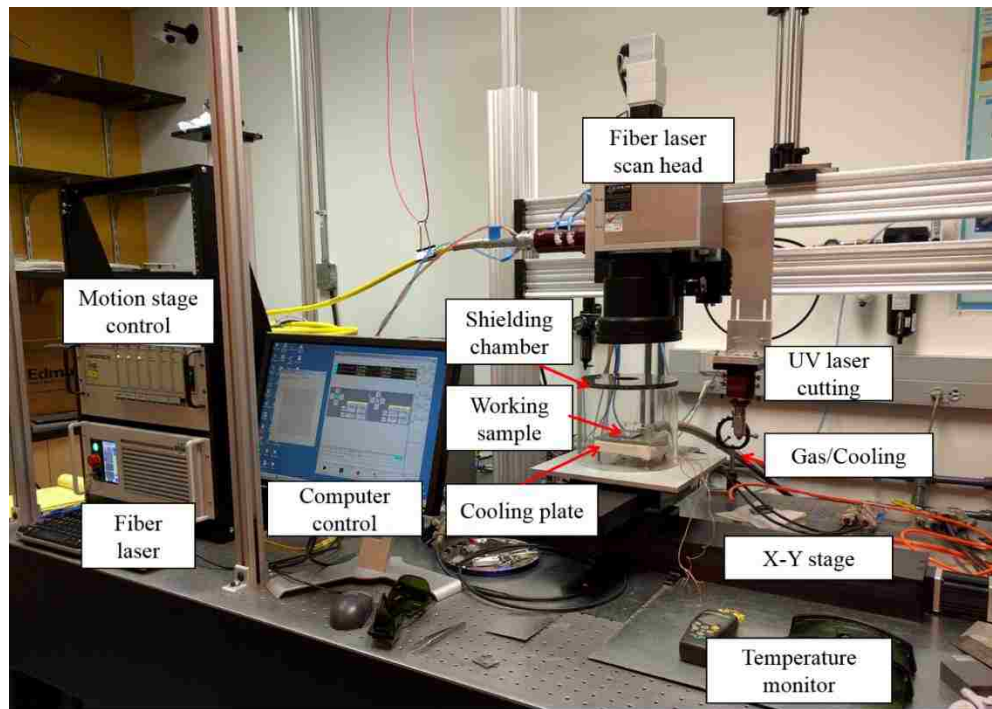 Fiber laser
scan head
Motion stage
control
Shielding
chamber
UV laser
cutting
Working
sample
Gas/Cooling
Computer
control
Cooling plate
Fiber
laser
X-Y stage
Temperature
monitor
Edmu